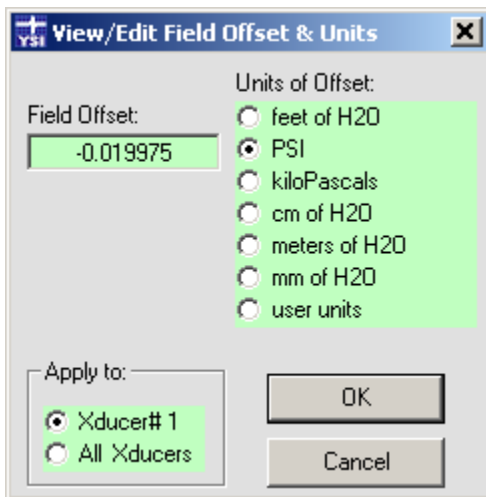 YSI View/Edit Field Offset & Units
Units of Offset:
Field Offset:
-0.019975
feet of H2O
PSI
kiloPascals
cm of H2O
meters of H2O
mm of H2O
user units
Apply to:
Xducer# 1
All Xducers
OK
Cancel